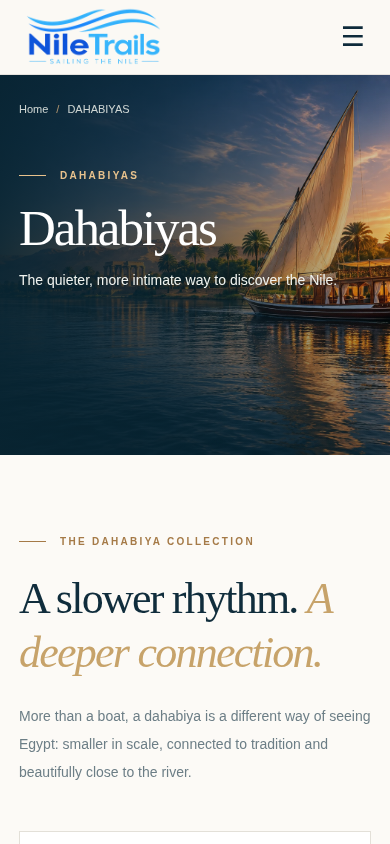 NileTrails
SAILING THE NILE
☰
Home / DAHABIYAS
DAHABIYAS
Dahabiyas
The quieter, more intimate way to discover the Nile.
THE DAHABIYA COLLECTION
A slower rhythm. A
deeper connection.
More than a boat, a dahabiya is a different way of seeing
Egypt: smaller in scale, connected to tradition and
beautifully close to the river.